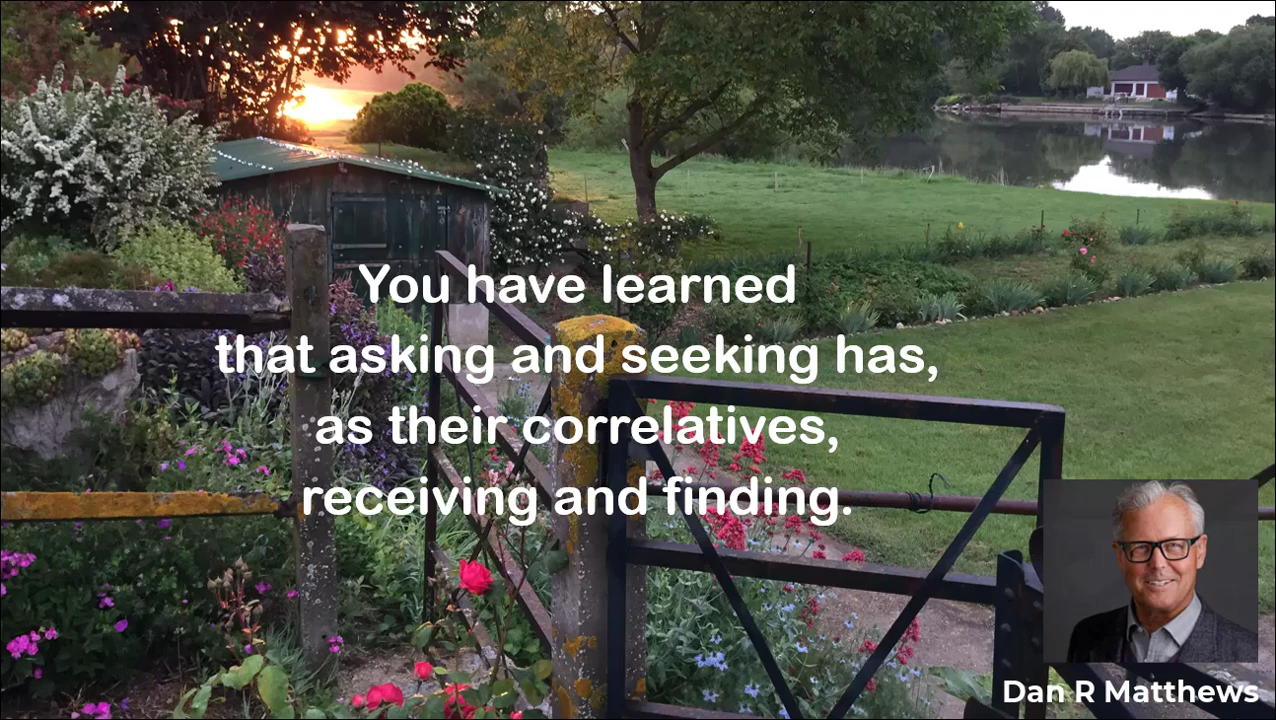 You have learned
that asking and seeking has,
as their correlatives,
receiving and finding.
Dan R Matthews